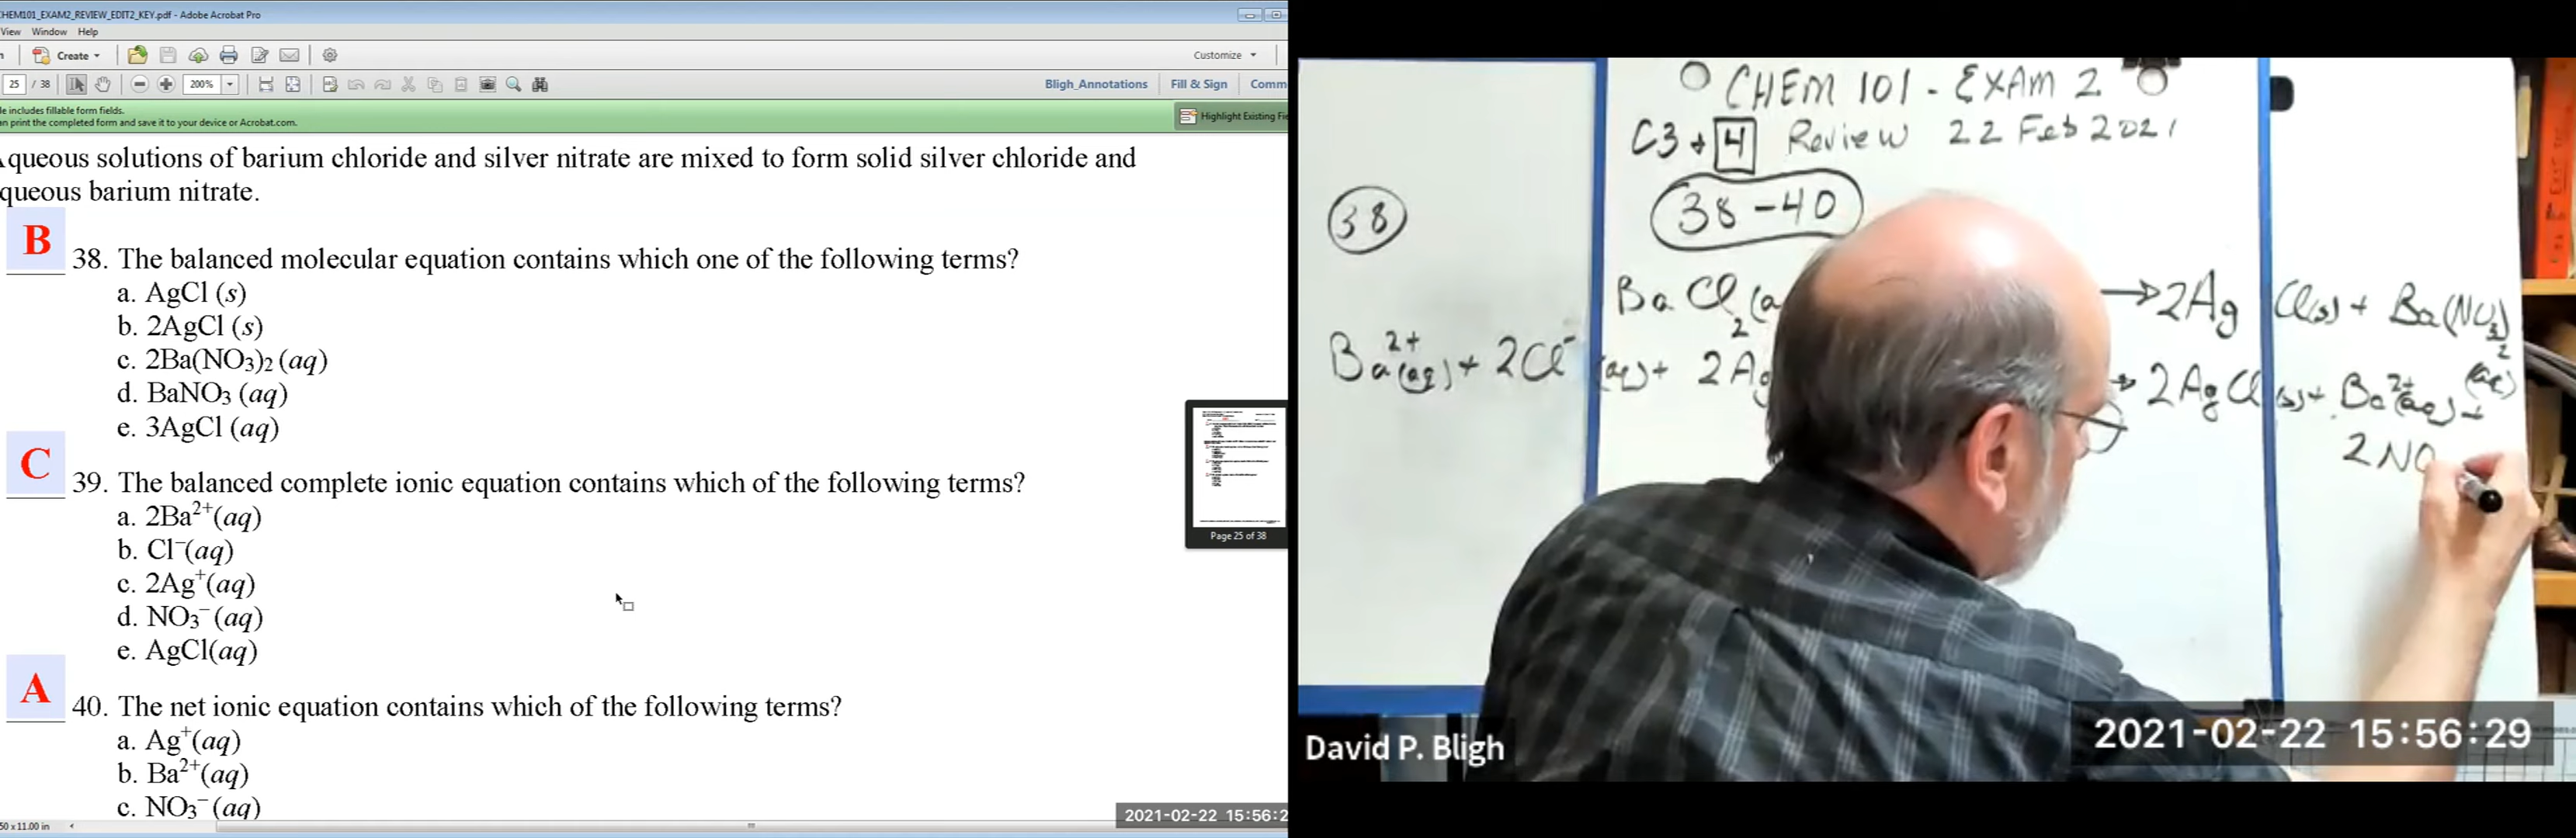 HEM101_EXAM2_REVIEW_EDIT2_KEY.pdf - Adobe Acrobat Pro
View Window Help
Create Customize
25 / 38 200% Bligh_Annotations Fill & Sign Comm
le includes fillable form fields.
an print the completed form and save it to your device or Acrobat.com.
Highlight Existing Fie
Aqueous solutions of barium chloride and silver nitrate are mixed to form solid silver chloride and
queous barium nitrate.
B 38. The balanced molecular equation contains which one of the following terms?
a. AgCl (s)
b. 2AgCl (s)
c. 2Ba(NO₃)₂ (aq)
d. BaNO₃ (aq)
e. 3AgCl (aq)
C 39. The balanced complete ionic equation contains which of the following terms?
a. 2Ba²⁺(aq)
b. Cl⁻(aq)
c. 2Ag⁺(aq)
d. NO₃⁻(aq)
e. AgCl(aq)
A 40. The net ionic equation contains which of the following terms?
a. Ag⁺(aq)
b. Ba²⁺(aq)
c. NO₃⁻(aq)
Page 25 of 38
50 x 11.00 in
2021-02-22 15:56:2
CHEM 101 - EXAM 2
C3 + 4 Review 22 Feb 2021
38 - 40
38
BaCl₂(a → 2AgCl(s) + Ba(NO₃)₂
(aq)
Ba²⁺(aq) + 2Cl⁻(aq) + 2Ag → 2AgCl(s) + Ba²⁺(aq) +
2NO
David P. Bligh
2021-02-22 15:56:29